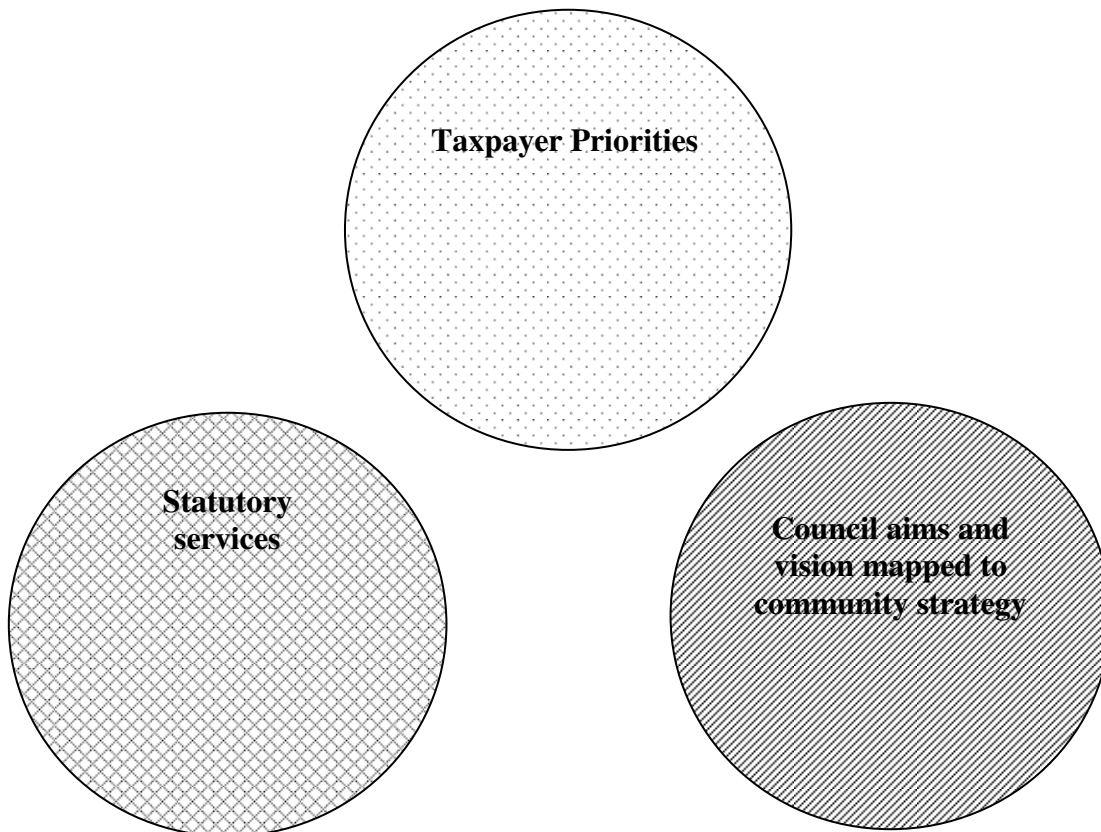 Taxpayer Priorities
Statutory
services
Council aims and
vision mapped to
community strategy